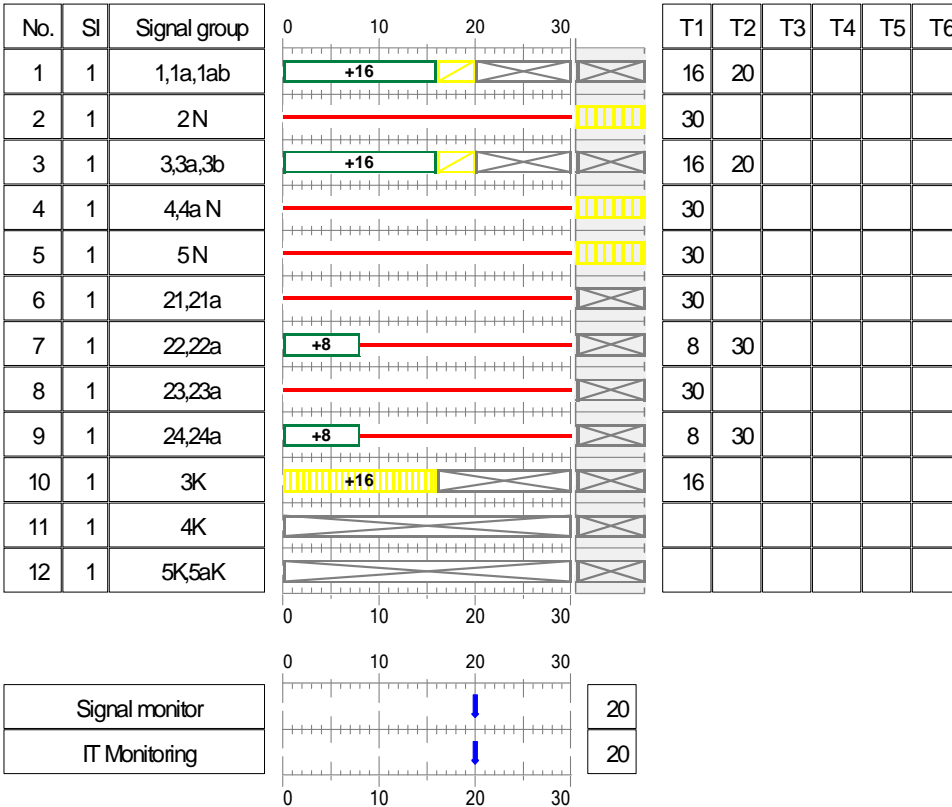 No. SI Signal group 0 10 20 30 T1 T2 T3 T4 T5 T6
1 1 1,1a,1ab +16 16 20
2 1 2 N 30
3 1 3,3a,3b +16 16 20
4 1 4,4a N 30
5 1 5 N 30
6 1 21,21a 30
7 1 22,22a +8 8 30
8 1 23,23a 30
9 1 24,24a +8 8 30
10 1 3K +16 16
11 1 4K
12 1 5K,5aK
0 10 20 30
0 10 20 30
Signal monitor 20
IT Monitoring 20
0 10 20 30